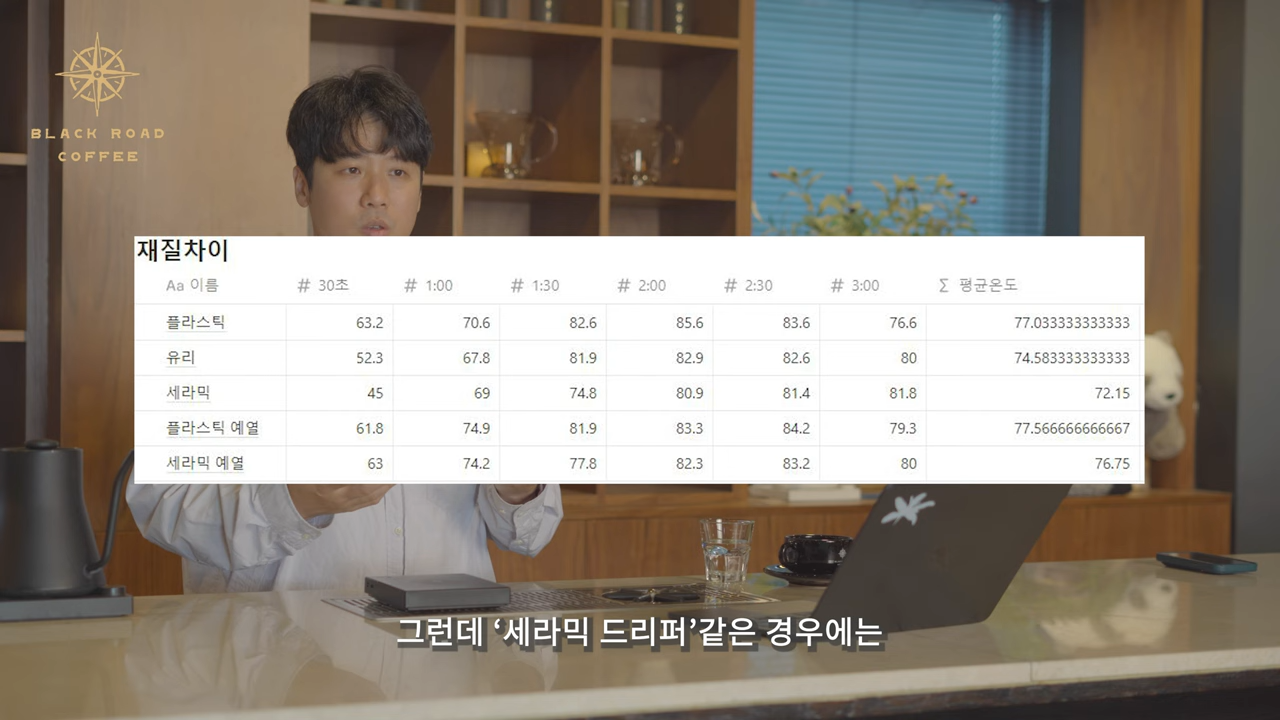 BLACK ROAD
COFFEE
재질차이
Aa 이름 # 30초 # 1:00 # 1:30 # 2:00 # 2:30 # 3:00 Σ 평균온도
플라스틱 63.2 70.6 82.6 85.6 83.6 76.6 77.033333333333
유리 52.3 67.8 81.9 82.9 82.6 80 74.583333333333
세라믹 45 69 74.8 80.9 81.4 81.8 72.15
플라스틱 예열 61.8 74.9 81.9 83.3 84.2 79.3 77.566666666667
세라믹 예열 63 74.2 77.8 82.3 83.2 80 76.75
그런데 ‘세라믹 드리퍼’같은 경우에는